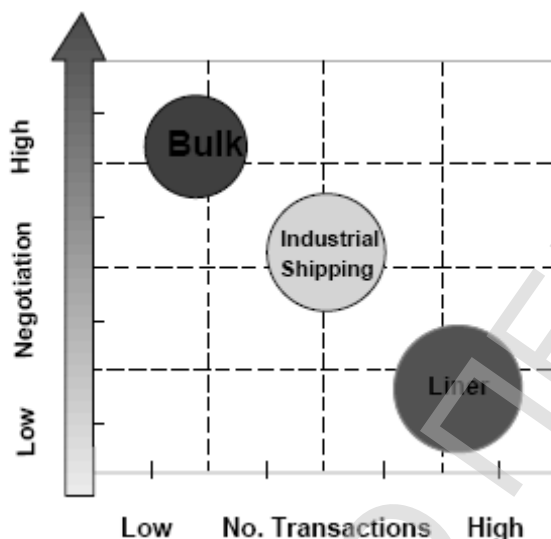 High
Negotiation
Low
Bulk
Industrial
Shipping
Liner
Low No. Transactions High